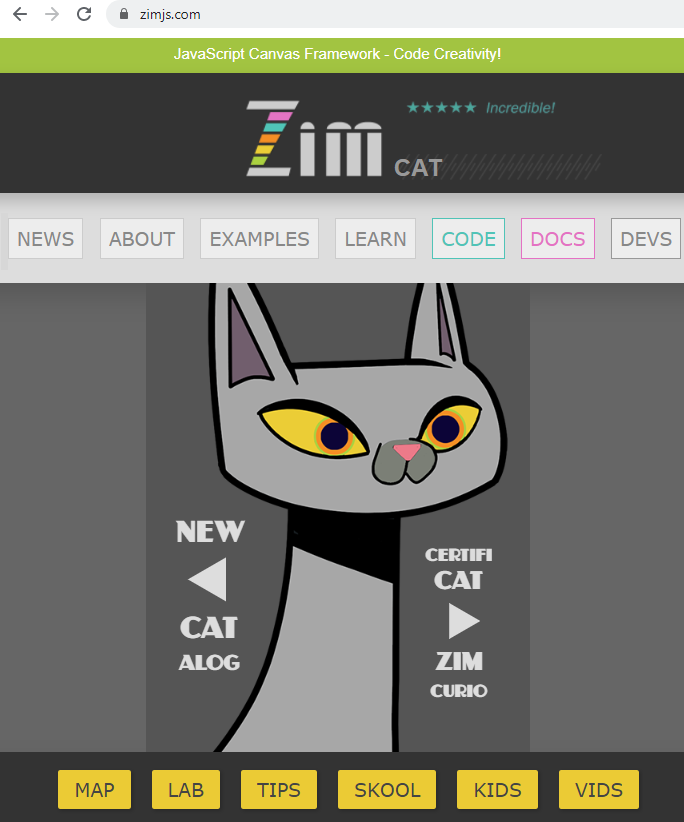 zimjs.com
JavaScript Canvas Framework - Code Creativity!
★★★★★ Incredible!
Zim
CAT
NEWS ABOUT EXAMPLES LEARN CODE DOCS DEVS
NEW
CAT
ALOG
CERTIFI
CAT
ZIM
CURIO
MAP LAB TIPS SKOOL KIDS VIDS